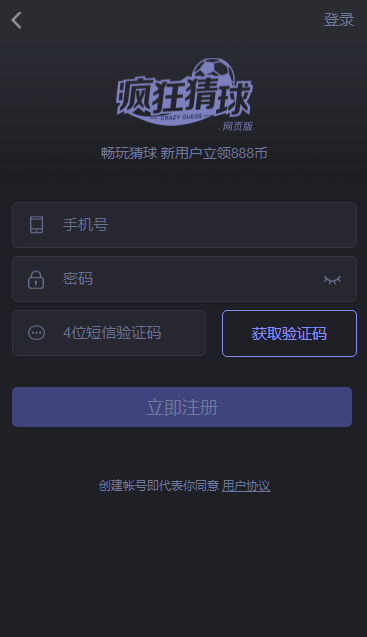 登录
疯狂猜球
CRAZY GUESS
.网页版
畅玩猜球 新用户立领888币
手机号
密码
4位短信验证码
获取验证码
立即注册
创建帐号即代表你同意 用户协议